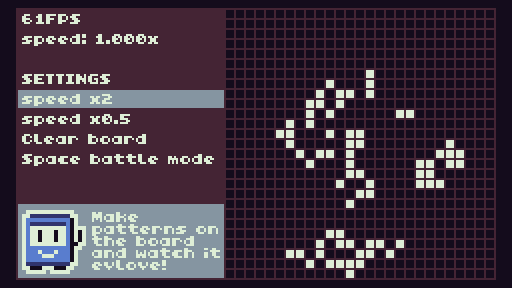 61FPS
speed: 1.000x
SETTINGS
speed x2
speed x0.5
Clear board
Space battle mode
Make
patterns on
the board
and watch it
evlove!